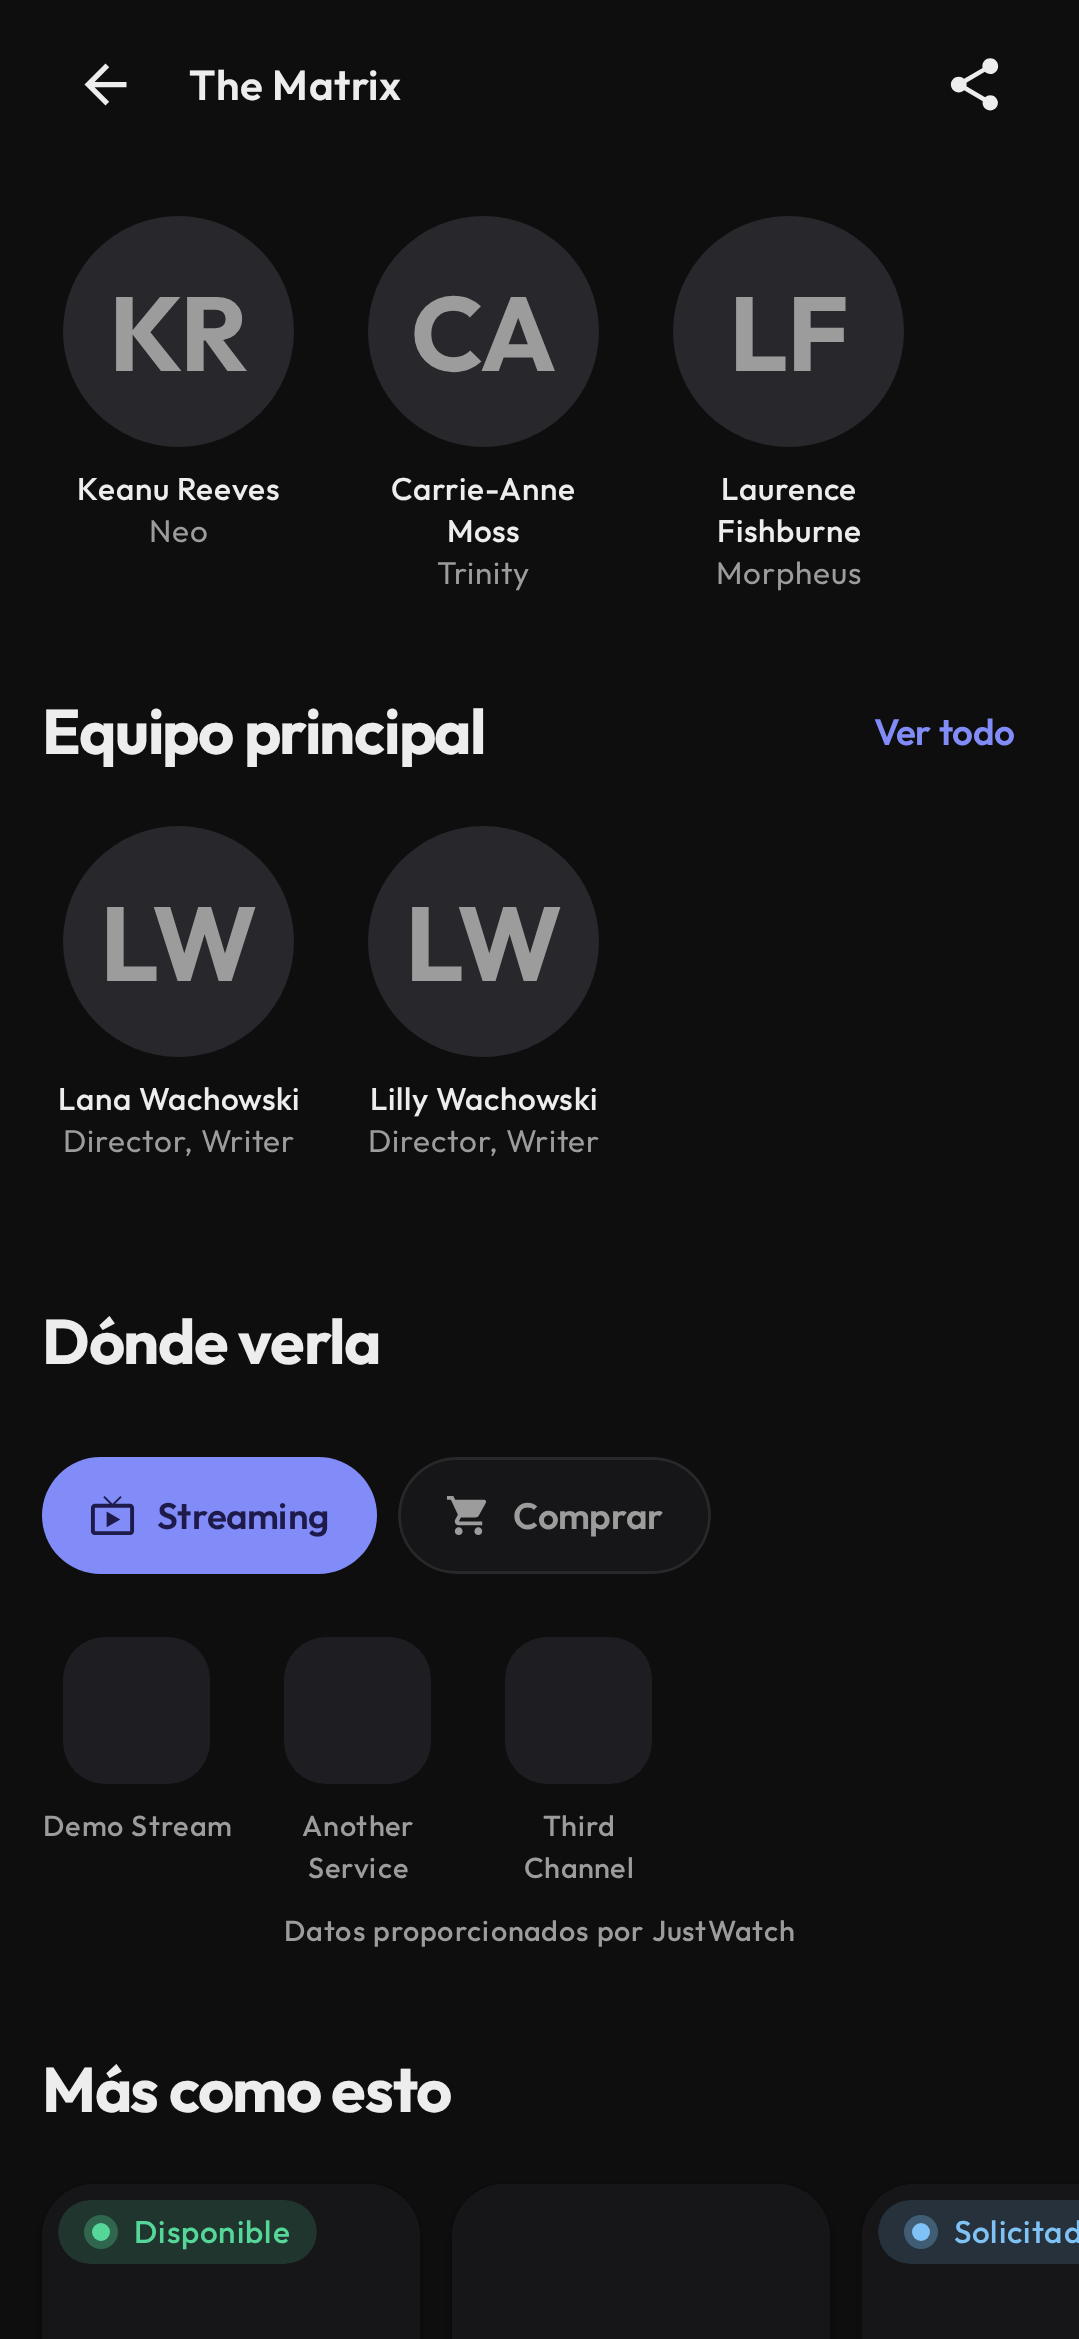 The Matrix
KR
CA
LF
Keanu Reeves
Neo
Carrie-Anne
Moss
Trinity
Laurence
Fishburne
Morpheus
Equipo principal
Ver todo
LW
LW
Lana Wachowski
Director, Writer
Lilly Wachowski
Director, Writer
Dónde verla
Streaming
Comprar
Demo Stream
Another
Service
Third
Channel
Datos proporcionados por JustWatch
Más como esto
Disponible
Solicitad